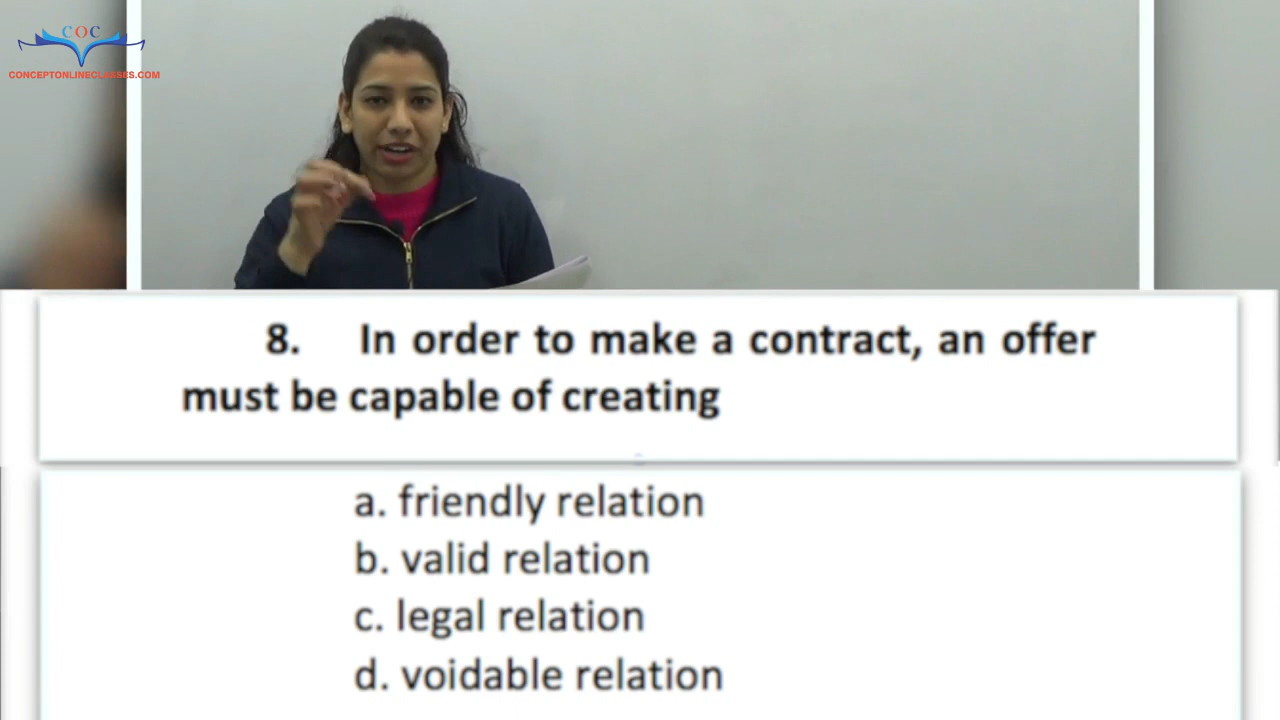 COC
CONCEPTONLINECLASSES.COM
8. In order to make a contract, an offer
must be capable of creating
a. friendly relation
b. valid relation
c. legal relation
d. voidable relation